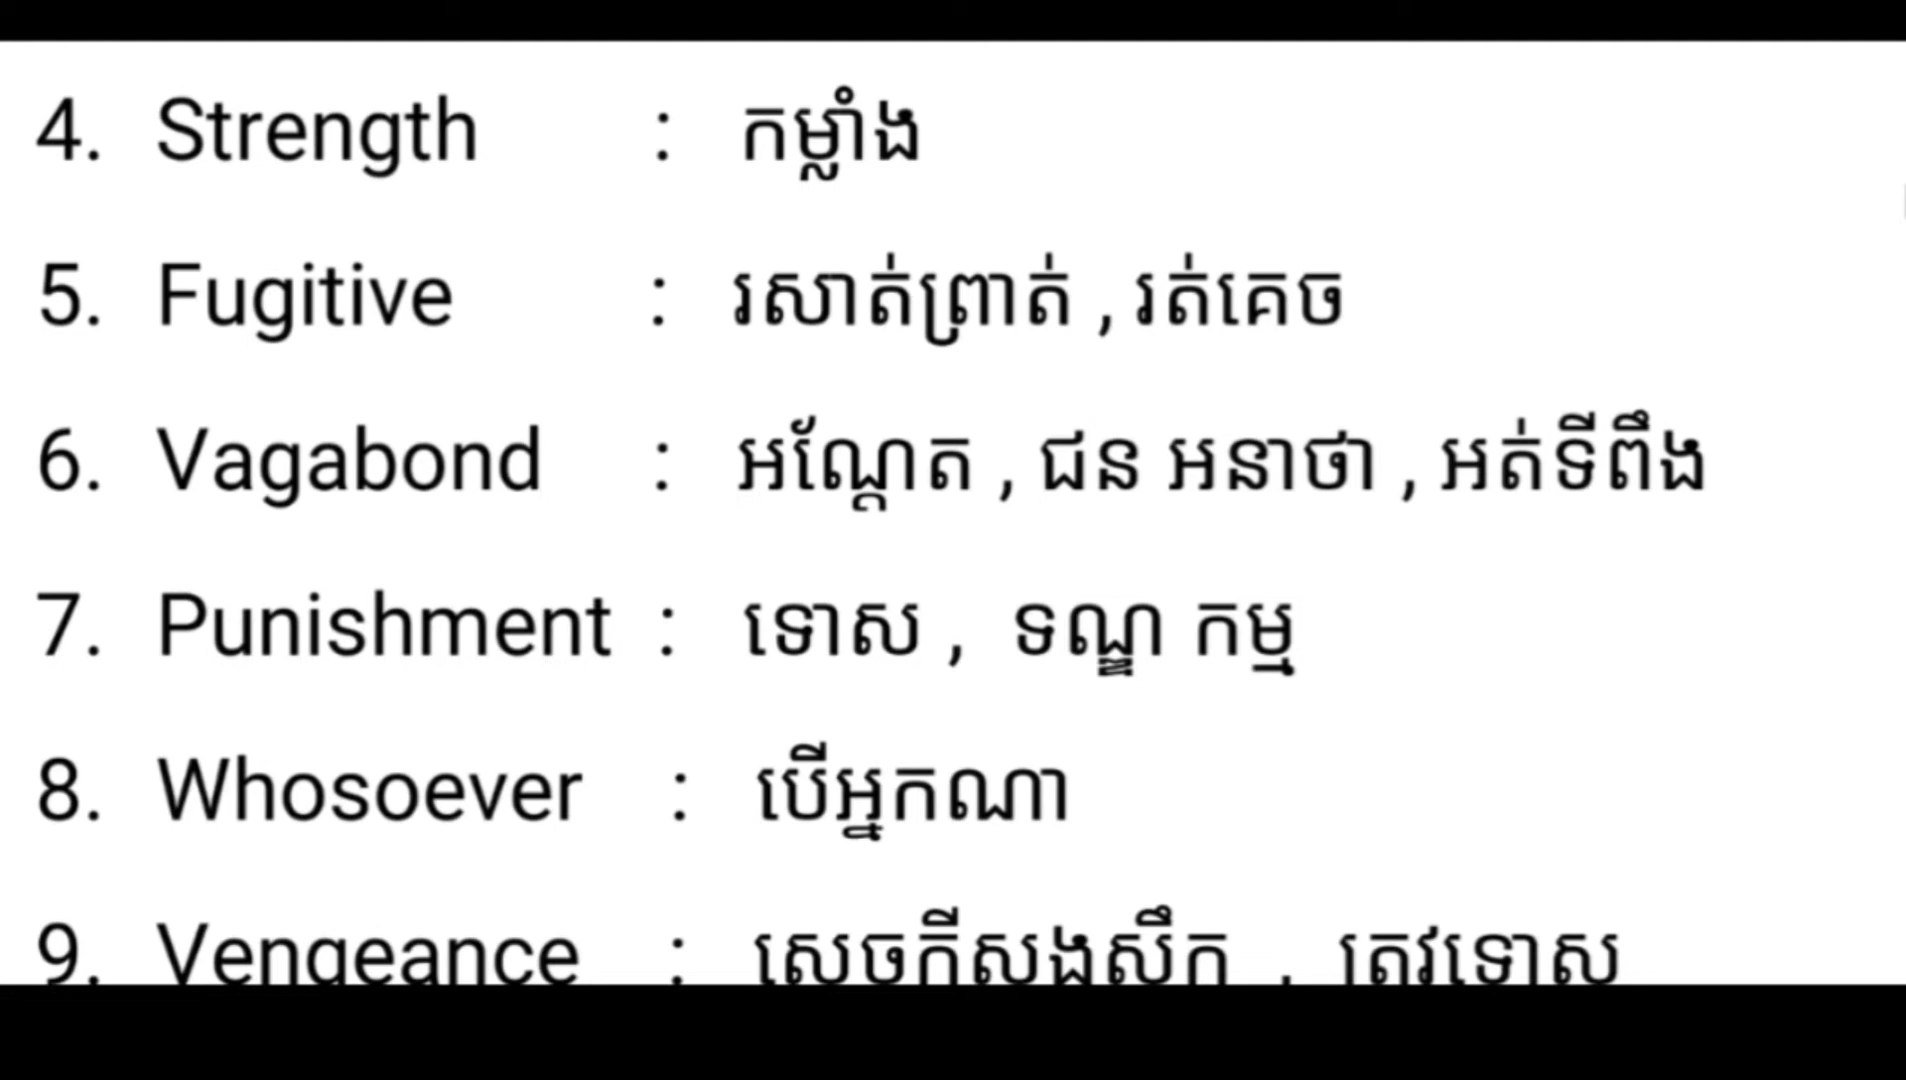 4. Strength : កម្លាំង
5. Fugitive : រសាត់ព្រាត់ , រត់គេច
6. Vagabond : អណ្ដែត , ជន អនាថា , អត់ទីពឹង
7. Punishment : ទោស , ទណ្ឌ កម្ម
8. Whosoever : បើអ្នកណា
9. Vengeance : សេចក្ដីសងសឹក , ត្រូវទោស